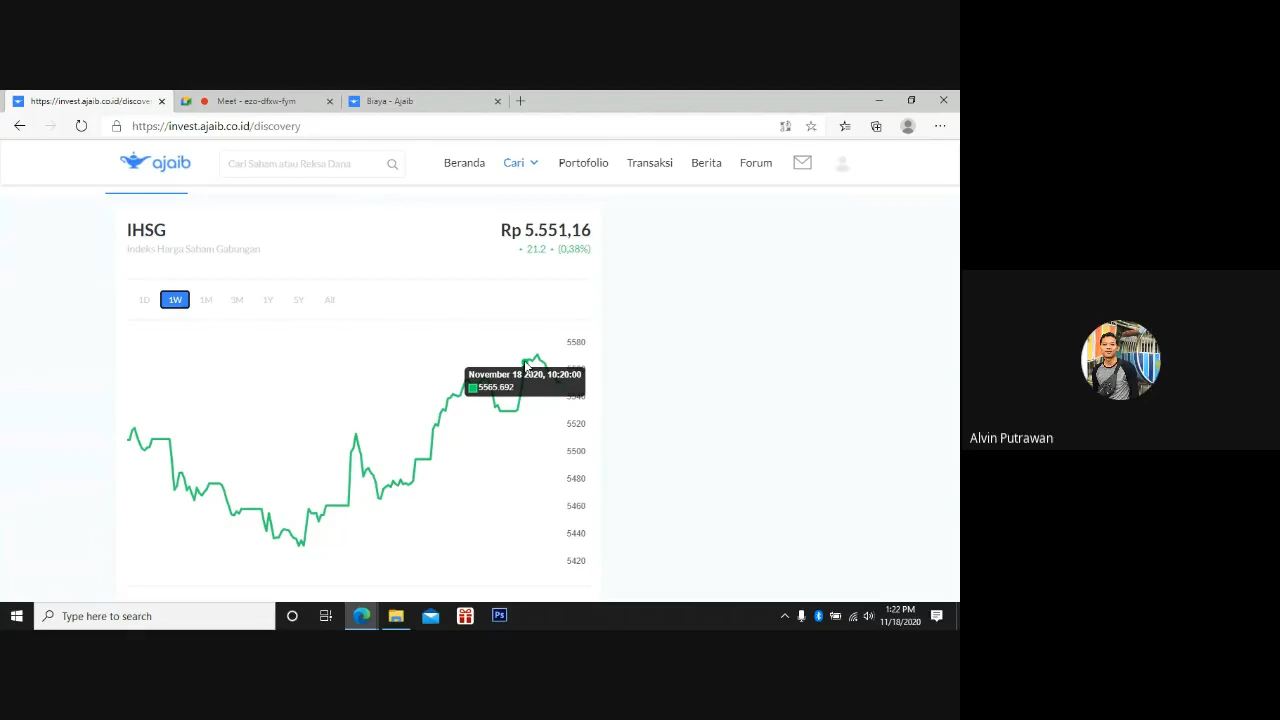 https://invest.ajaib.co.id/discove
Meet - ezo-dfxw-fym
Biaya - Ajaib
https://invest.ajaib.co.id/discovery
ajaib
Cari Saham atau Reksa Dana
Beranda
Cari
Portofolio
Transaksi
Berita
Forum
IHSG
Rp 5.551,16
Indeks Harga Saham Gabungan
21.2 • (0,38%)
1D
1W
1M
3M
1Y
5Y
All
5580
November 18 2020, 10:20:00
5565.692
5540
5520
5500
5480
5460
5440
5420
Alvin Putrawan
Type here to search
Ps
1:22 PM
11/18/2020